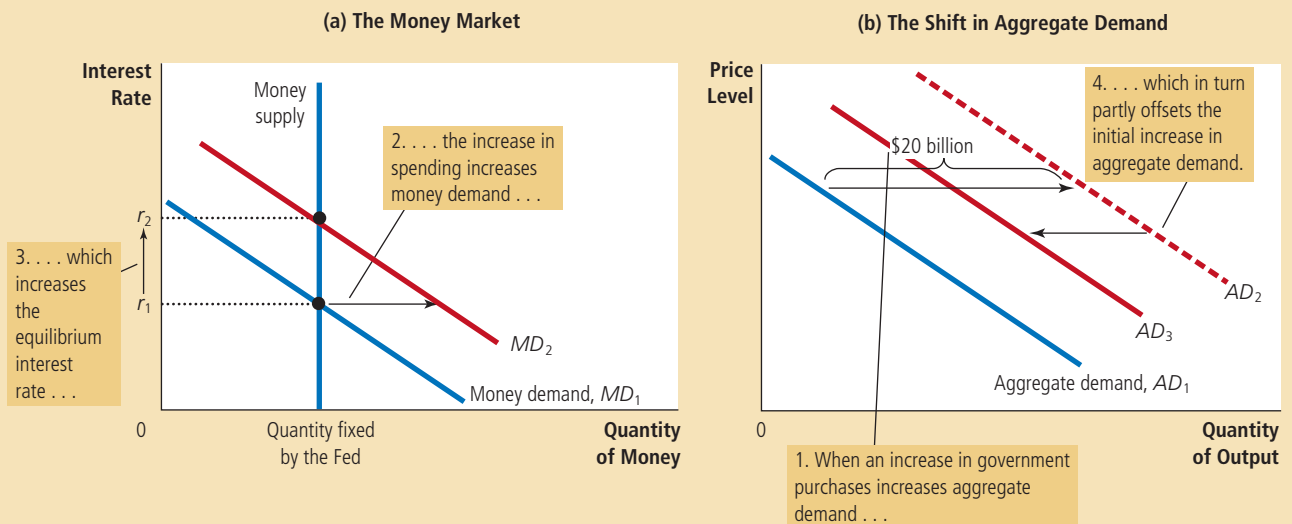 (a) The Money Market
Interest
Rate
Money
supply
2. . . . the increase in
spending increases
money demand . . .
r2
3. . . . which
increases
the
equilibrium
interest
rate . . .
r1
MD2
Money demand, MD1
0
Quantity fixed
by the Fed
Quantity
of Money
(b) The Shift in Aggregate Demand
Price
Level
4. . . . which in turn
partly offsets the
initial increase in
aggregate demand.
$20 billion
AD2
AD3
Aggregate demand, AD1
0
Quantity
of Output
1. When an increase in government
purchases increases aggregate
demand . . .